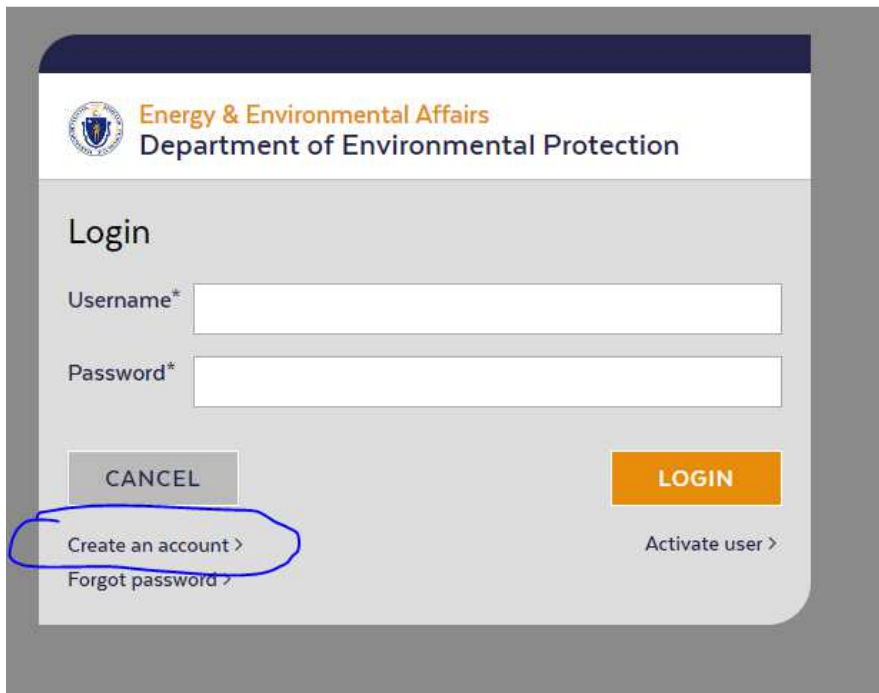 Energy & Environmental Affairs
Department of Environmental Protection
Login
Username*
Password*
CANCEL
LOGIN
Create an account >
Activate user >
Forgot password >